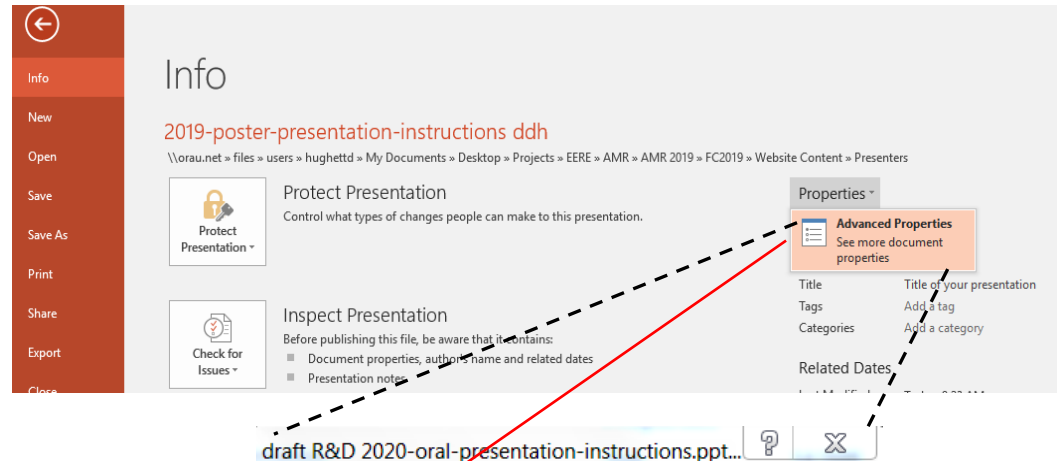 Info
New
Open
Save
Save As
Print
Share
Export
Close
Info
2019-poster-presentation-instructions ddh
\\orau.net » files » users » hughettd » My Documents » Desktop » Projects » EERE » AMR » AMR 2019 » FC2019 » Website Content » Presenters
Protect
Presentation
Protect Presentation
Control what types of changes people can make to this presentation.
Check for
Issues
Inspect Presentation
Before publishing this file, be aware that it contains:
Document properties, author's name and related dates
Presentation notes
Properties
Advanced Properties
See more document
properties
Title Title of your presentation
Tags Add a tag
Categories Add a category
Related Dates
draft R&D 2020-oral-presentation-instructions.ppt...